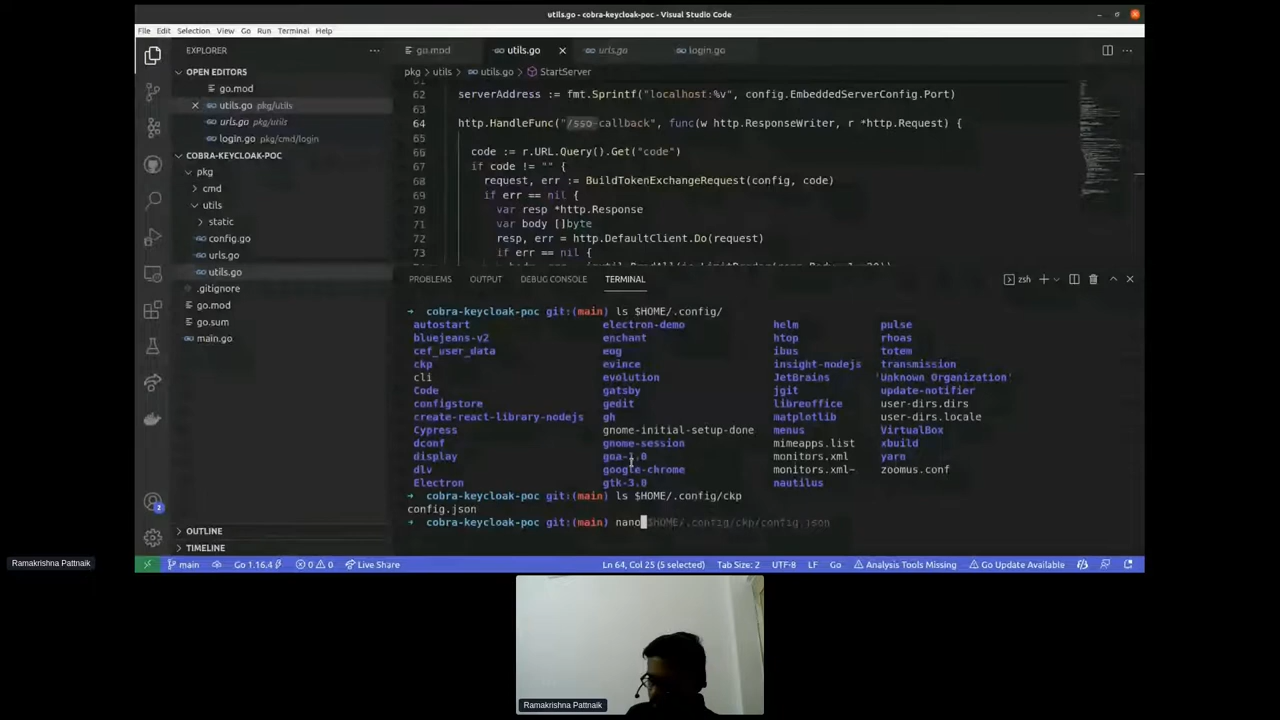 utils.go - cobra-keycloak-poc - Visual Studio Code
File Edit Selection View Go Run Terminal Help
EXPLORER
OPEN EDITORS
go.mod
utils.go pkg/utils
urls.go pkg/utils
login.go pkg/cmd/login
COBRA-KEYCLOAK-POC
pkg
cmd
utils
static
config.go
urls.go
utils.go
.gitignore
go.mod
go.sum
main.go
OUTLINE
TIMELINE
go.mod utils.go urls.go login.go
pkg > utils > utils.go > StartServer
62 serverAddress := fmt.Sprintf("localhost:%v", config.EmbeddedServerConfig.Port)
63
64 http.HandleFunc("/sso-callback", func(w http.ResponseWriter, r *http.Request) {
65
66 code := r.URL.Query().Get("code")
67 if code != "" {
68 request, err := BuildTokenExchangeRequest(config, code)
69 if err == nil {
70 var resp *http.Response
71 var body []byte
72 resp, err = http.DefaultClient.Do(request)
73 if err == nil {
PROBLEMS OUTPUT DEBUG CONSOLE TERMINAL
zsh
→ cobra-keycloak-poc git:(main) ls $HOME/.config/
autostart electron-demo helm pulse
bluejeans-v2 enchant htop rhoas
cef_user_data eog ibus totem
ckp evince insight-nodejs transmission
cli evolution JetBrains 'Unknown Organization'
Code gatsby jgit update-notifier
configstore gedit libreoffice user-dirs.dirs
create-react-library-nodejs gh matplotlib user-dirs.locale
Cypress gnome-initial-setup-done menus VirtualBox
dconf gnome-session mimeapps.list xbuild
display goa-1.0 monitors.xml yarn
dlv google-chrome monitors.xml~ zoomus.conf
Electron gtk-3.0 nautilus
→ cobra-keycloak-poc git:(main) ls $HOME/.config/ckp
config.json
→ cobra-keycloak-poc git:(main) nano $HOME/.config/ckp/config.json
main Go 1.16.4 0 0 Live Share Ln 64, Col 25 (5 selected) Tab Size: 2 UTF-8 LF Go Analysis Tools Missing Go Update Available
Ramakrishna Pattnaik
Ramakrishna Pattnaik